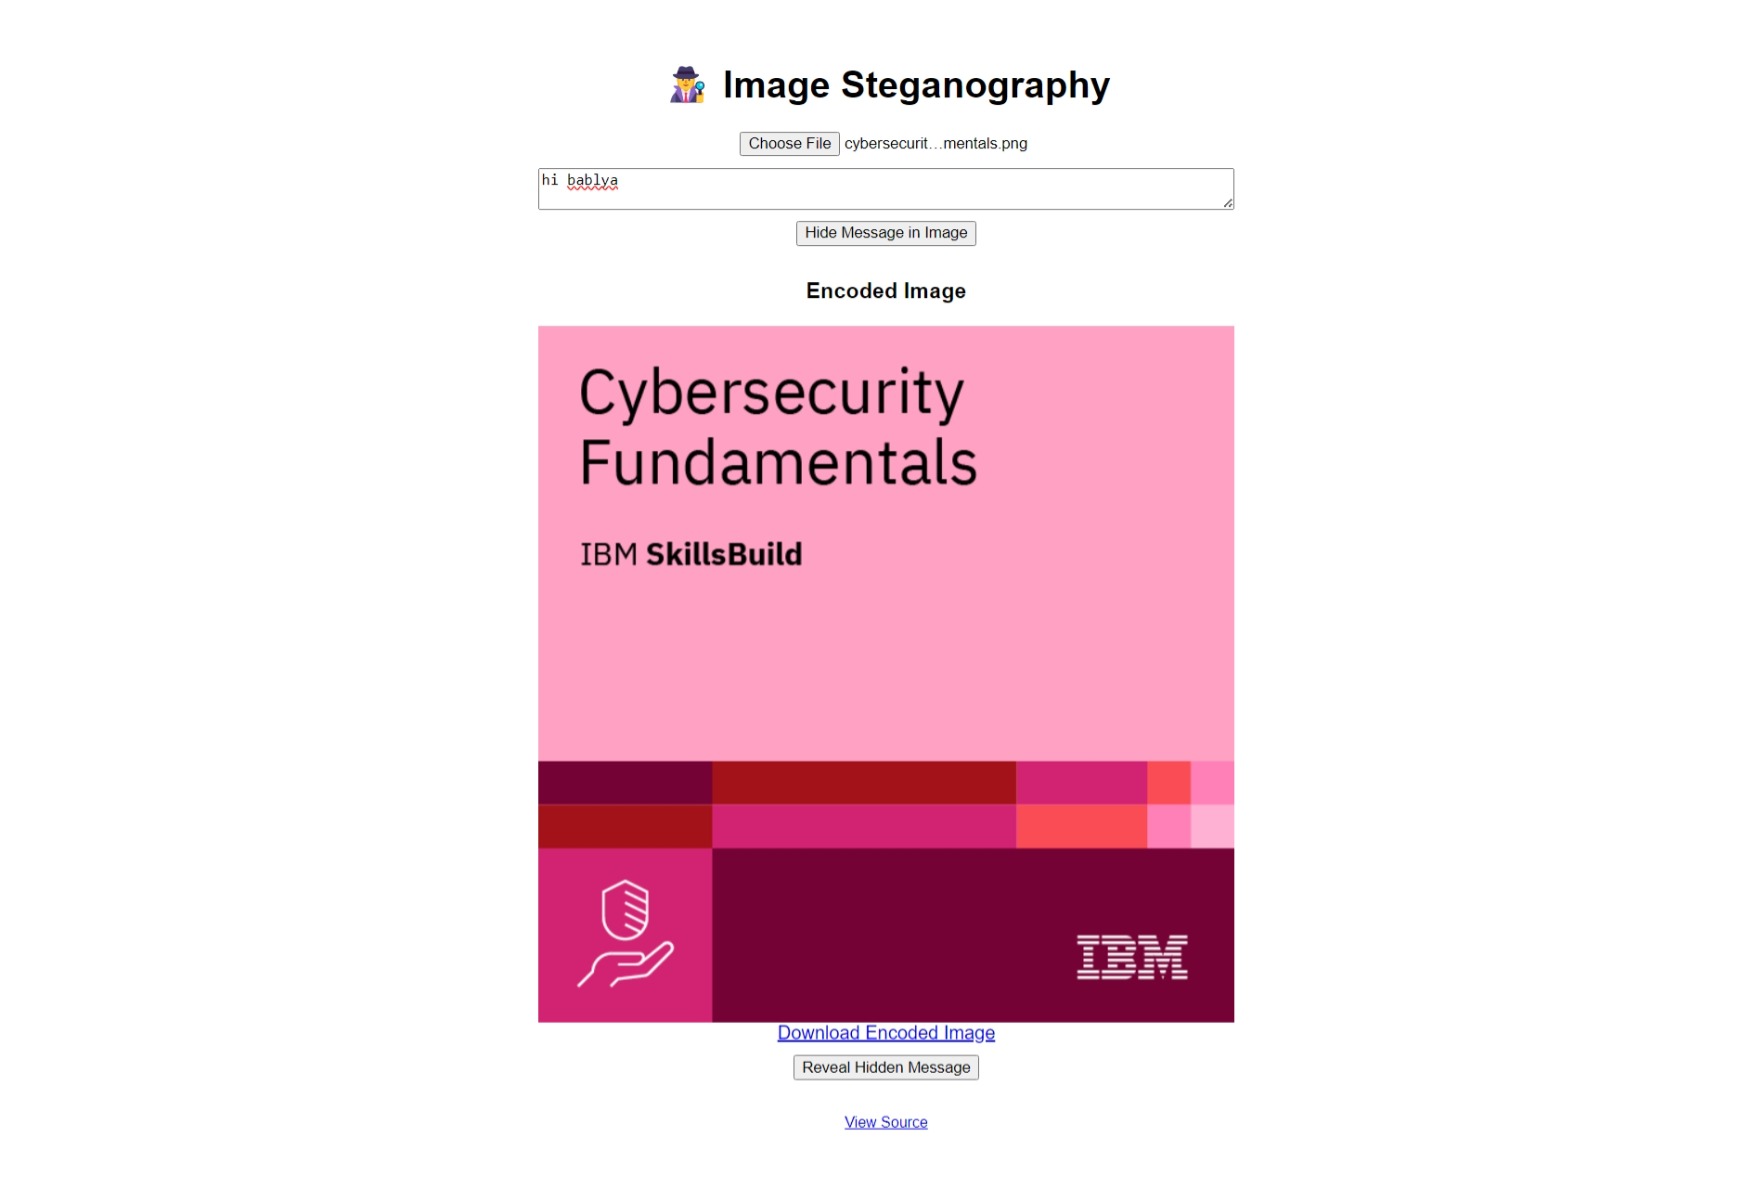 Image Steganography
Choose File cybersecurit...mentals.png
hi bablya
Hide Message in Image
Encoded Image
Cybersecurity
Fundamentals
IBM SkillsBuild
IBM
Download Encoded Image
Reveal Hidden Message
View Source